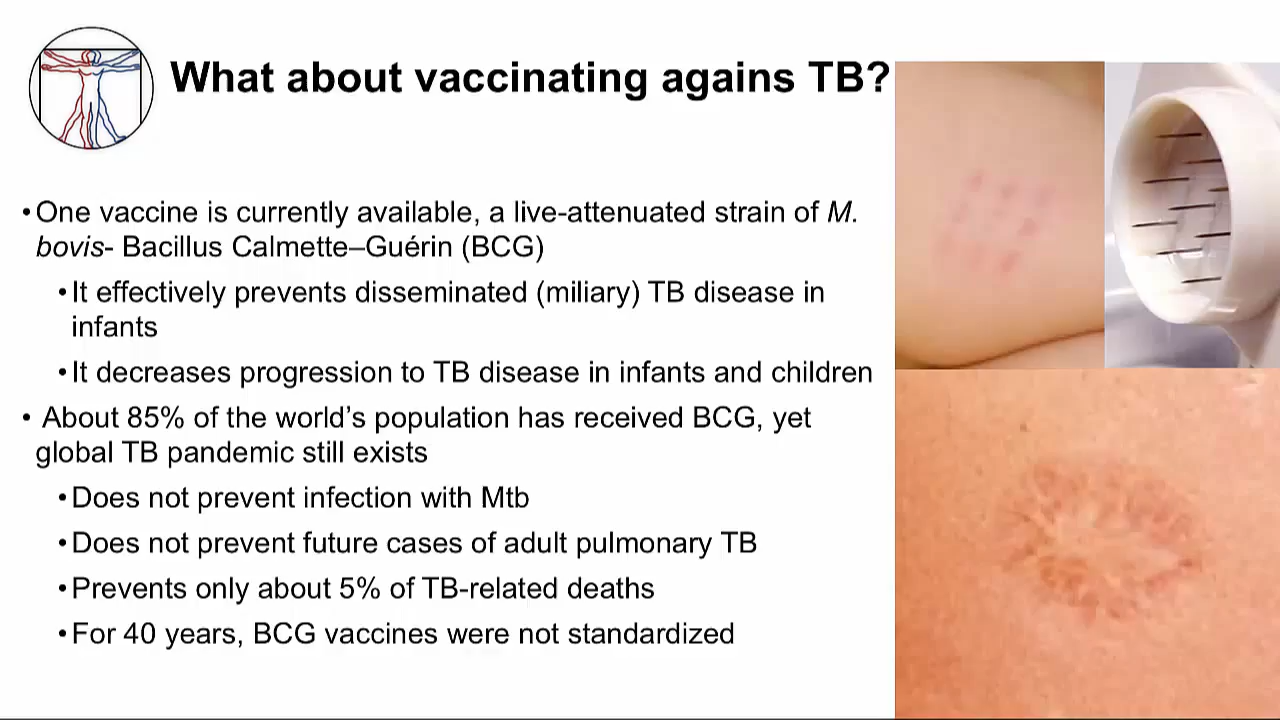 What about vaccinating agains TB?
•One vaccine is currently available, a live-attenuated strain of M.
bovis- Bacillus Calmette–Guérin (BCG)
•It effectively prevents disseminated (miliary) TB disease in
infants
•It decreases progression to TB disease in infants and children
• About 85% of the world’s population has received BCG, yet
global TB pandemic still exists
•Does not prevent infection with Mtb
•Does not prevent future cases of adult pulmonary TB
•Prevents only about 5% of TB-related deaths
•For 40 years, BCG vaccines were not standardized